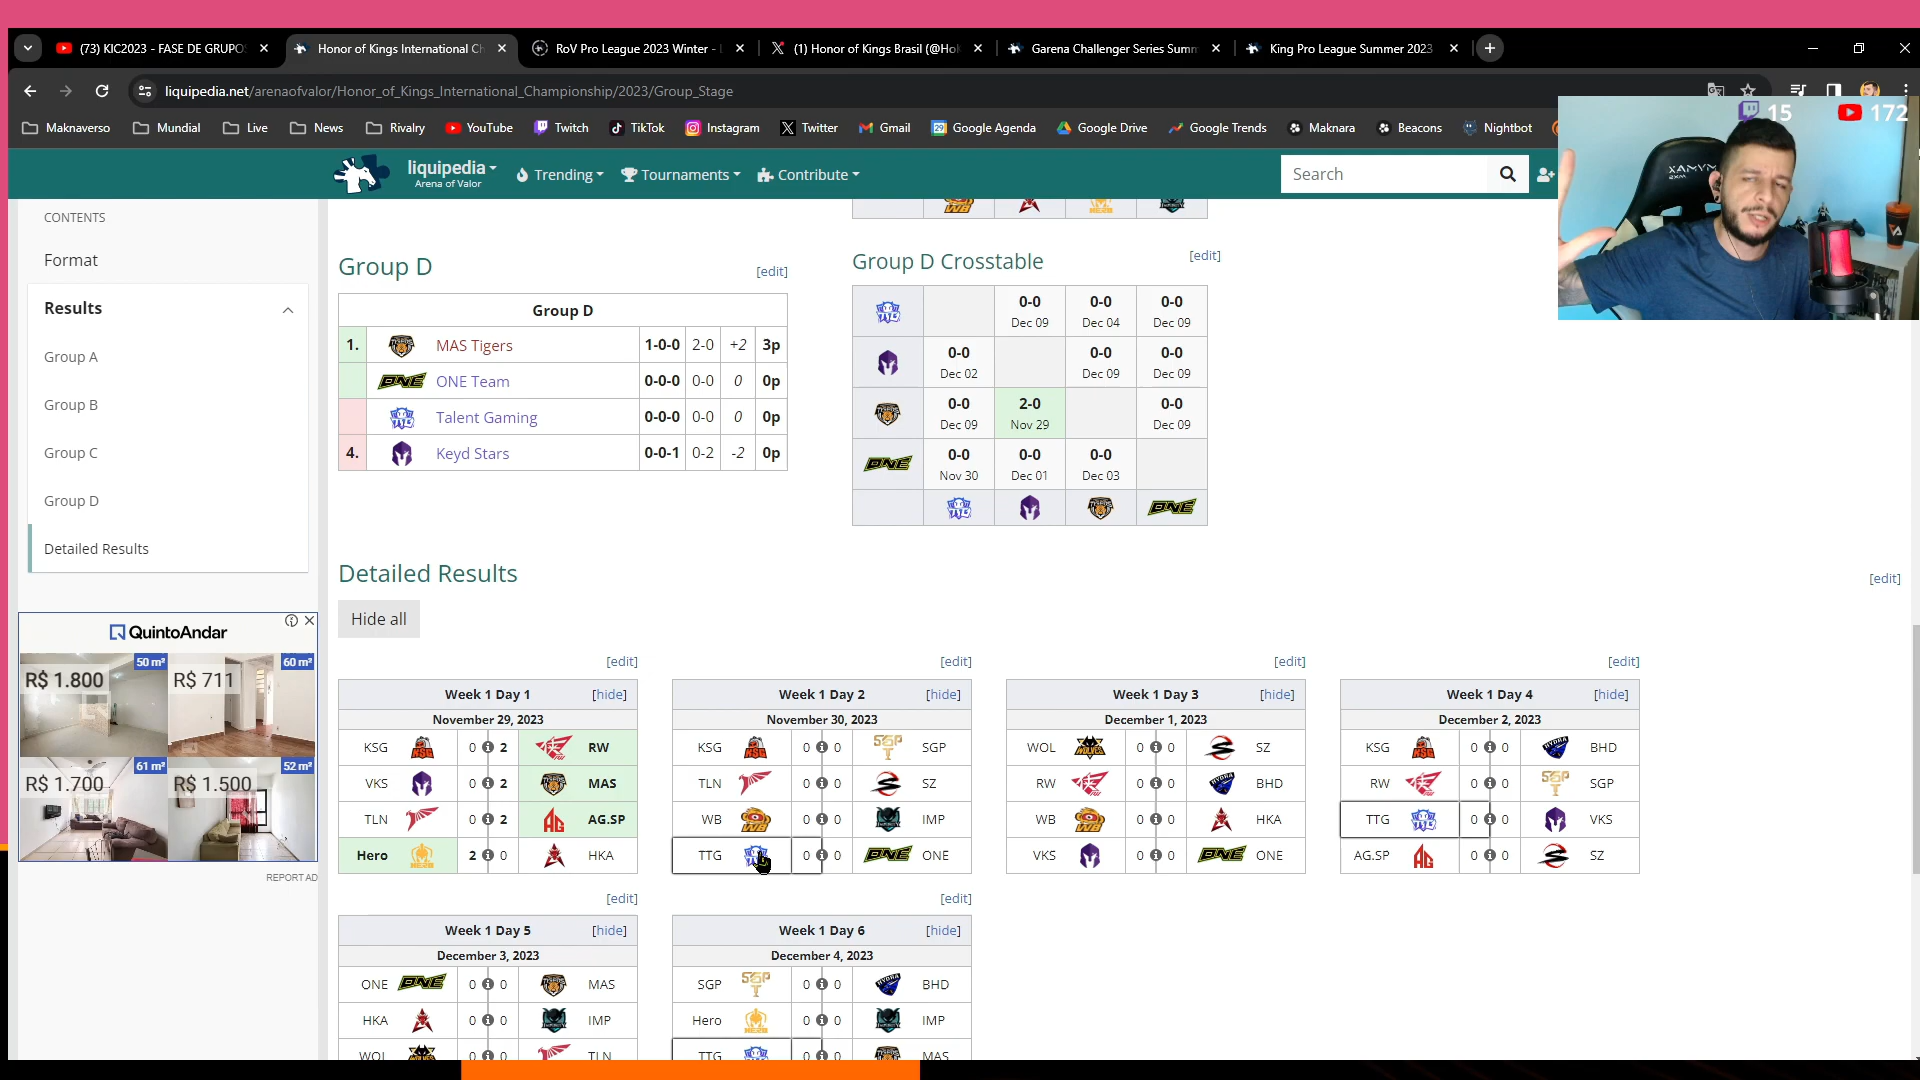 (73) KIC2023 - FASE DE GRUPO
Honor of Kings International Ch
RoV Pro League 2023 Winter -
(1) Honor of Kings Brasil (@Hok
Garena Challenger Series Summ
King Pro League Summer 2023
liquipedia.net/arenaofvalor/Honor_of_Kings_International_Championship/2023/Group_Stage
Maknaverso
Mundial
Live
News
Rivalry
YouTube
Twitch
TikTok
Instagram
Twitter
Gmail
Google Agenda
Google Drive
Google Trends
Maknara
Beacons
Nightbot
15
172
liquipedia
Arena of Valor
Trending
Tournaments
Contribute
Search
CONTENTS
Format
Results
Group A
Group B
Group C
Group D
Detailed Results
Group D
[edit]
Group D
1. MAS Tigers 1-0-0 2-0 +2 3p
ONE Team 0-0-0 0-0 0 0p
Talent Gaming 0-0-0 0-0 0 0p
4. Keyd Stars 0-0-1 0-2 -2 0p
Group D Crosstable
[edit]
0-0 0-0 0-0
Dec 09 Dec 04 Dec 09
0-0 0-0 0-0
Dec 02 Dec 09 Dec 09
0-0 2-0 0-0
Dec 09 Nov 29 Dec 09
ONE 0-0 0-0 0-0
Nov 30 Dec 01 Dec 03
ONE
Detailed Results
[edit]
Hide all
[edit]
Week 1 Day 1 [hide]
November 29, 2023
KSG 0 2 RW
VKS 0 2 MAS
TLN 0 2 AG.SP
Hero 2 0 HKA
[edit]
Week 1 Day 2 [hide]
November 30, 2023
KSG 0 0 SGP
TLN 0 0 SZ
WB 0 0 IMP
TTG 0 0 ONE
[edit]
Week 1 Day 3 [hide]
December 1, 2023
WOL 0 0 SZ
RW 0 0 BHD
WB 0 0 HKA
VKS 0 0 ONE
[edit]
Week 1 Day 4 [hide]
December 2, 2023
KSG 0 0 BHD
RW 0 0 SGP
TTG 0 0 VKS
AG.SP 0 0 SZ
[edit]
Week 1 Day 5 [hide]
December 3, 2023
ONE 0 0 MAS
HKA 0 0 IMP
WOL 0 0 TLN
[edit]
Week 1 Day 6 [hide]
December 4, 2023
SGP 0 0 BHD
Hero 0 0 IMP
TTG 0 0 MAS
QuintoAndar
50 m²
R$ 1.800
60 m²
R$ 711
61 m²
R$ 1.700
52 m²
R$ 1.500
REPORT AD